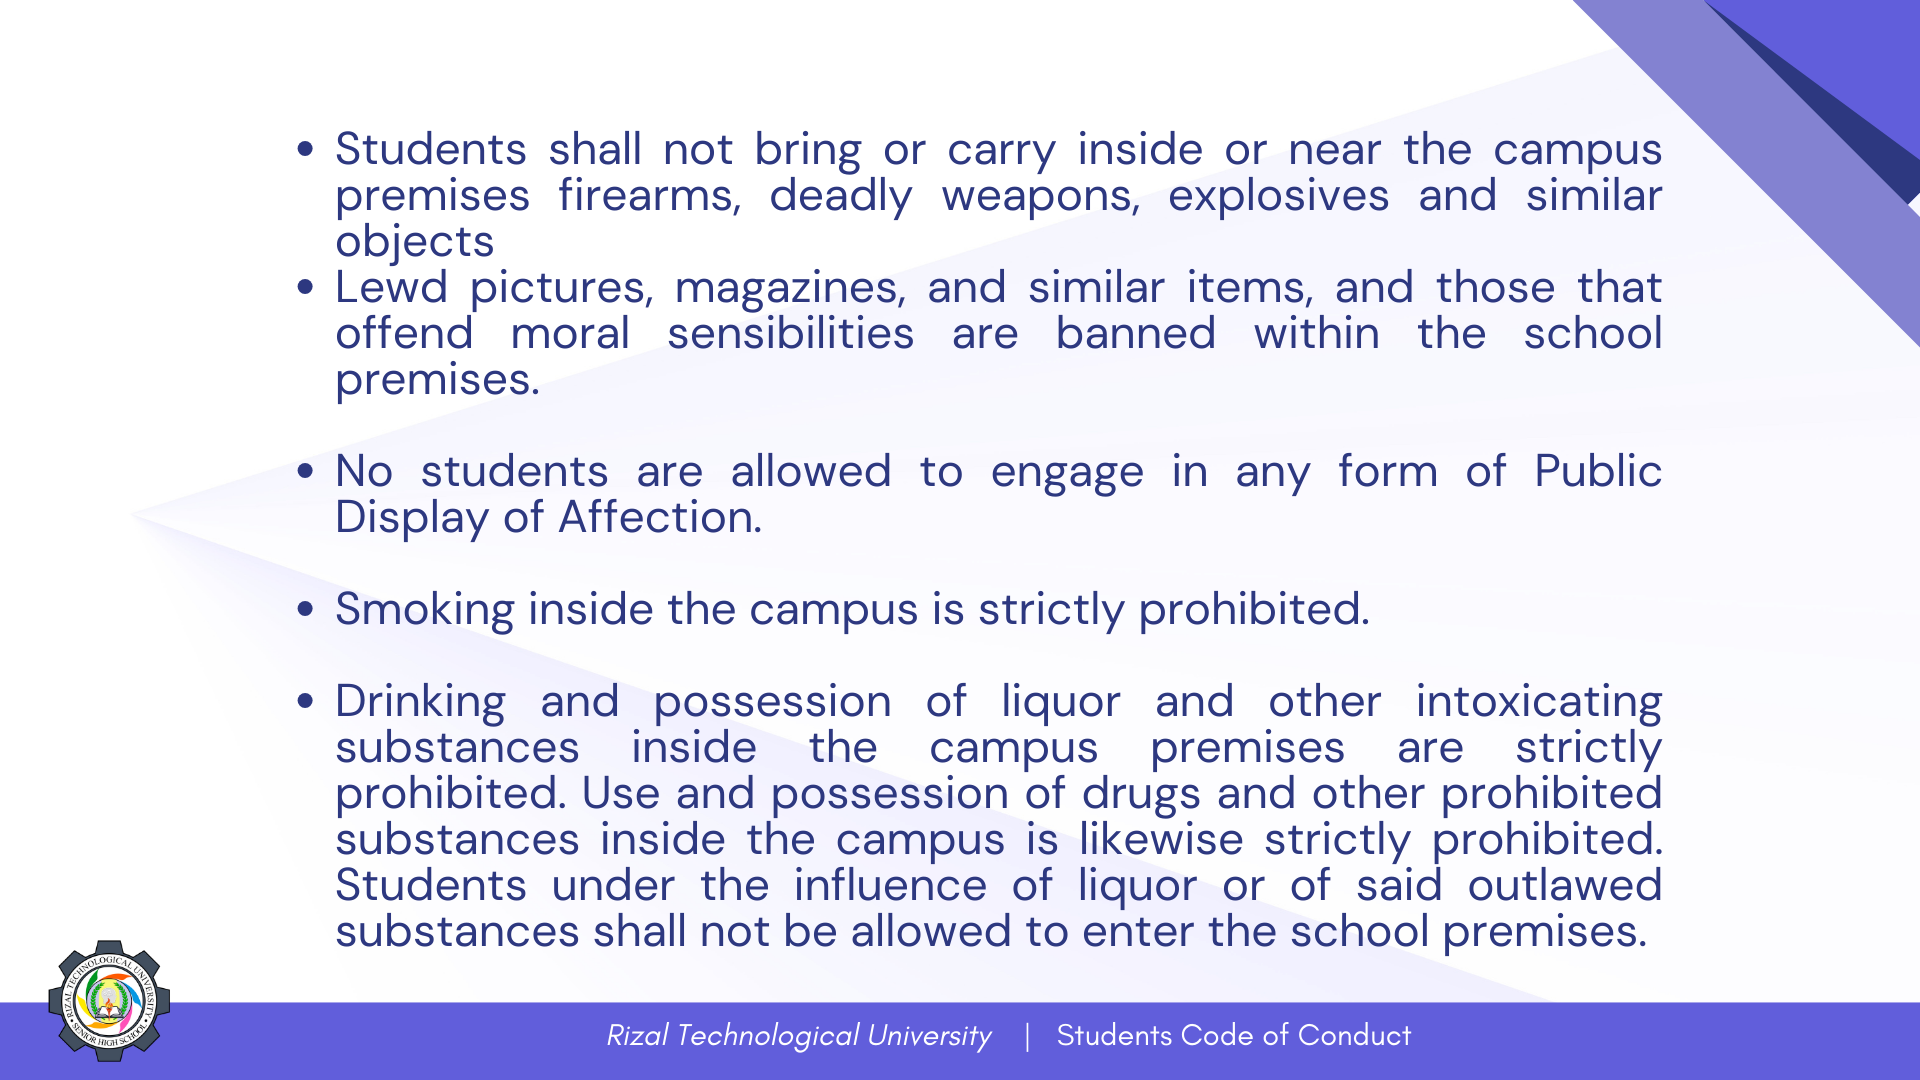 • Students shall not bring or carry inside or near the campus
premises firearms, deadly weapons, explosives and similar
objects
• Lewd pictures, magazines, and similar items, and those that
offend moral sensibilities are banned within the school
premises.
• No students are allowed to engage in any form of Public
Display of Affection.
• Smoking inside the campus is strictly prohibited.
• Drinking and possession of liquor and other intoxicating
substances inside the campus premises are strictly
prohibited. Use and possession of drugs and other prohibited
substances inside the campus is likewise strictly prohibited.
Students under the influence of liquor or of said outlawed
substances shall not be allowed to enter the school premises.
RIZAL TECHNOLOGICAL UNIVERSITY
SENIOR HIGH SCHOOL
Rizal Technological University | Students Code of Conduct